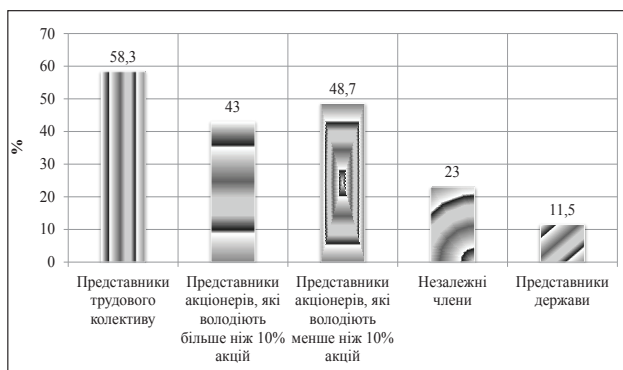 70
60
50
40
30
20
10
0
%
58,3
43
48,7
23
11,5
Представники
трудового
колективу
Представники
акціонерів, які
володіють
більше ніж 10%
акцій
Представники
акціонерів, які
володіють
менше ніж 10%
акцій
Незалежні
члени
Представники
держави